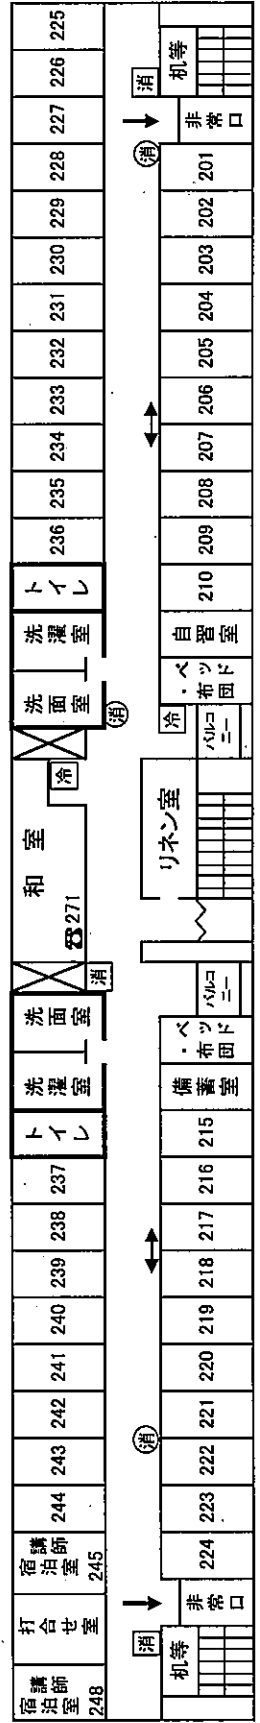 225
226
227
228
229
230
231
232
233
234
235
236
トイレ
洗濯室
洗面室
消
冷
和室
☎271
消
洗面室
洗濯室
トイレ
237
238
239
240
241
242
243
244
講師
宿泊室
245
打合せ室
講師
宿泊室
248
机等
消
非常口
消
201
202
203
204
205
206
207
208
209
210
自習室
ベッド
・布団
冷
バルコニー
リネン室
バルコニー
ベッド
・布団
備蓄室
215
216
217
218
219
220
221
消
222
223
224
非常口
消
机等